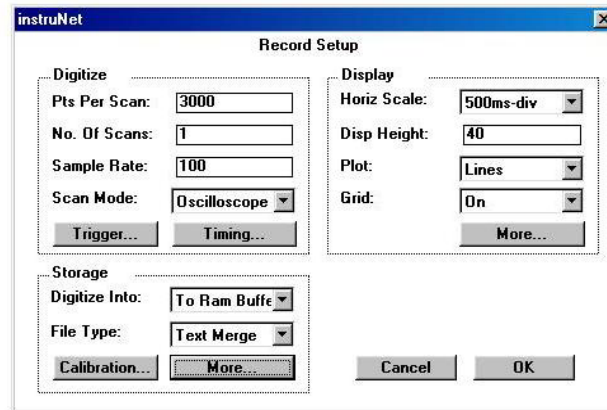 instruNet
Record Setup
Digitize
Pts Per Scan: 3000
No. Of Scans: 1
Sample Rate: 100
Scan Mode: Oscilloscope
Trigger... Timing...
Display
Horiz Scale: 500ms-div
Disp Height: 40
Plot: Lines
Grid: On
More...
Storage
Digitize Into: To Ram Buffe
File Type: Text Merge
Calibration... More...
Cancel OK